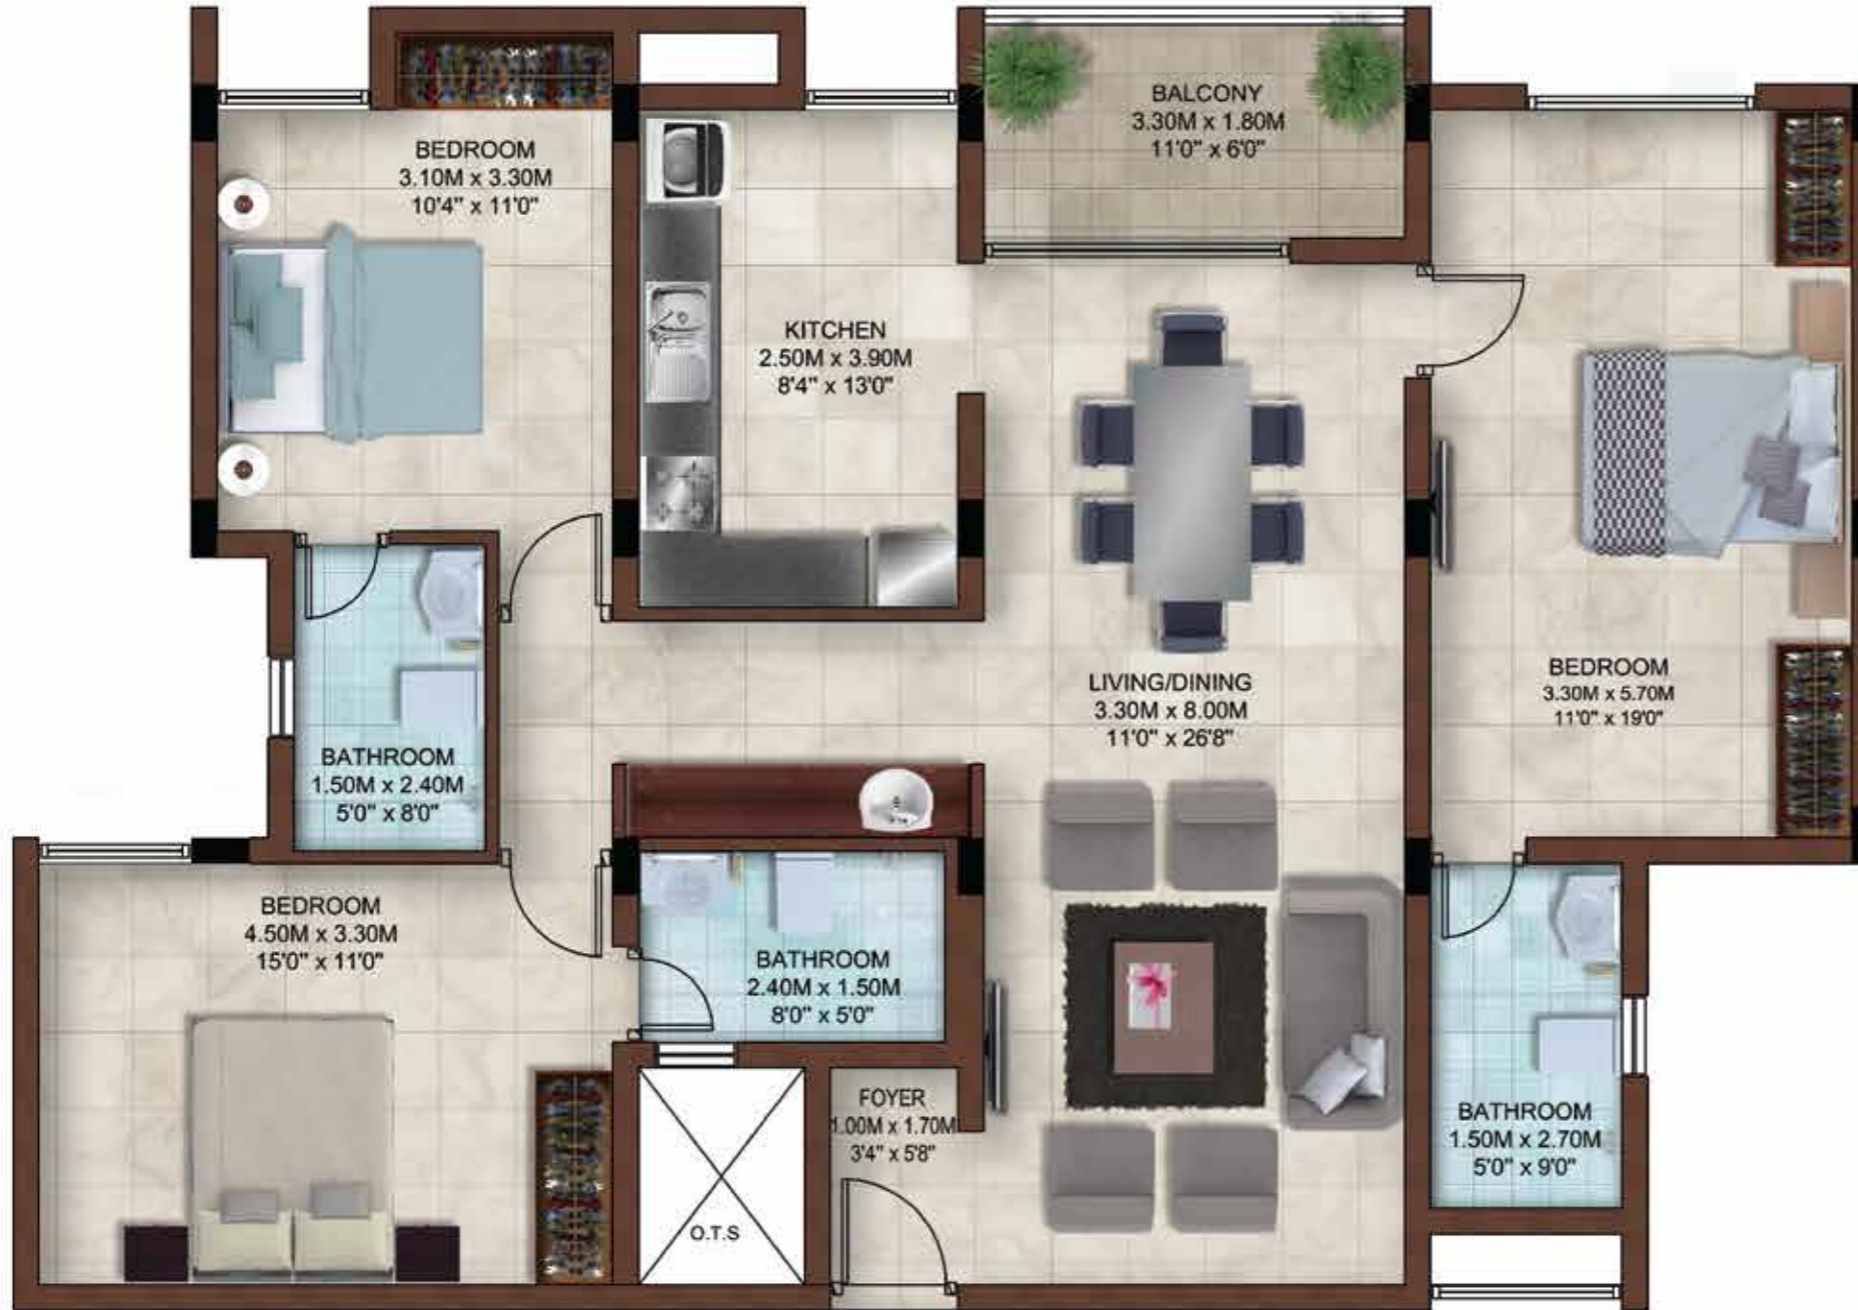 BALCONY
3.30M x 1.80M
11'0" x 6'0"
BEDROOM
3.10M x 3.30M
10'4" x 11'0"
KITCHEN
2.50M x 3.90M
8'4" x 13'0"
LIVING/DINING
3.30M x 8.00M
11'0" x 26'8"
BEDROOM
3.30M x 5.70M
11'0" x 19'0"
BATHROOM
1.50M x 2.40M
5'0" x 8'0"
BEDROOM
4.50M x 3.30M
15'0" x 11'0"
BATHROOM
2.40M x 1.50M
8'0" x 5'0"
FOYER
1.00M x 1.70M
3'4" x 5'8"
BATHROOM
1.50M x 2.70M
5'0" x 9'0"
O.T.S